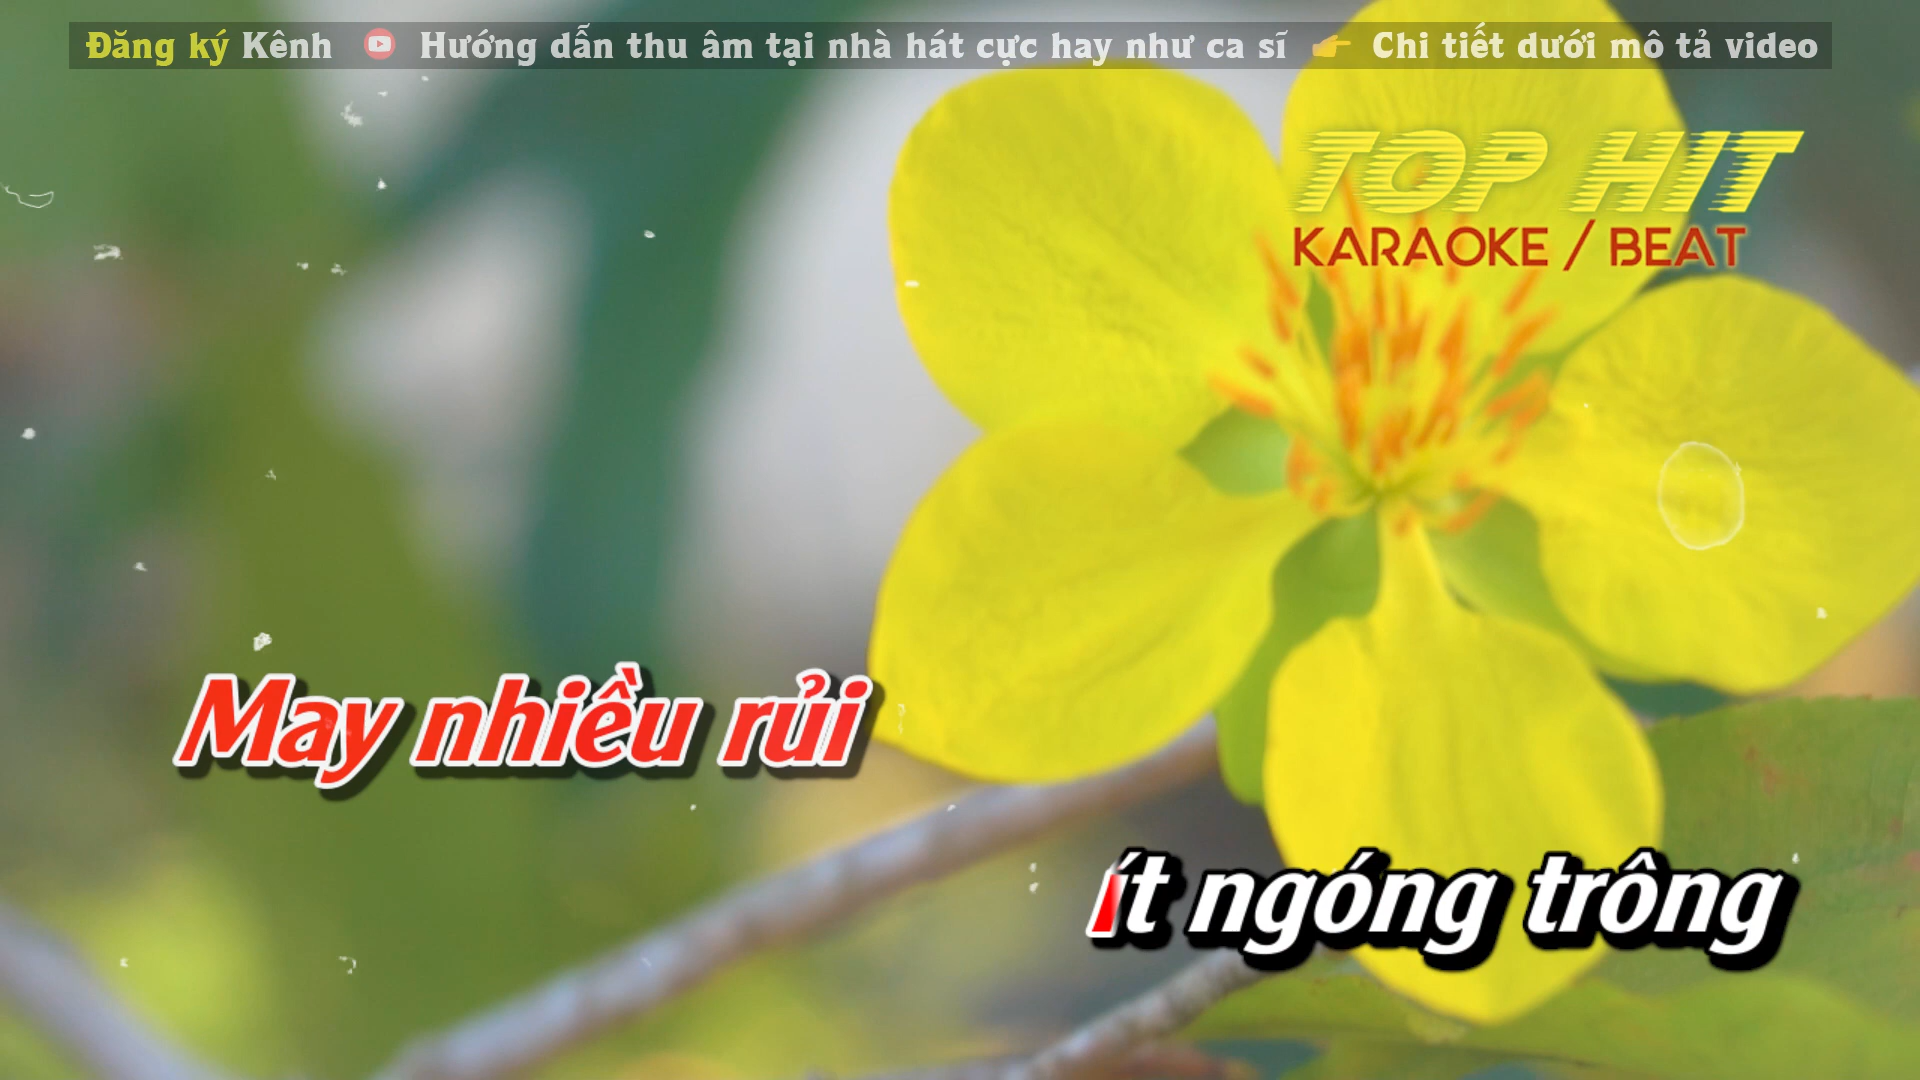 Đăng ký Kênh Hướng dẫn thu âm tại nhà hát cực hay như ca sĩ 👉 Chi tiết dưới mô tả video
TOP HIT
KARAOKE / BEAT
May nhiều rủi
ít ngóng trông